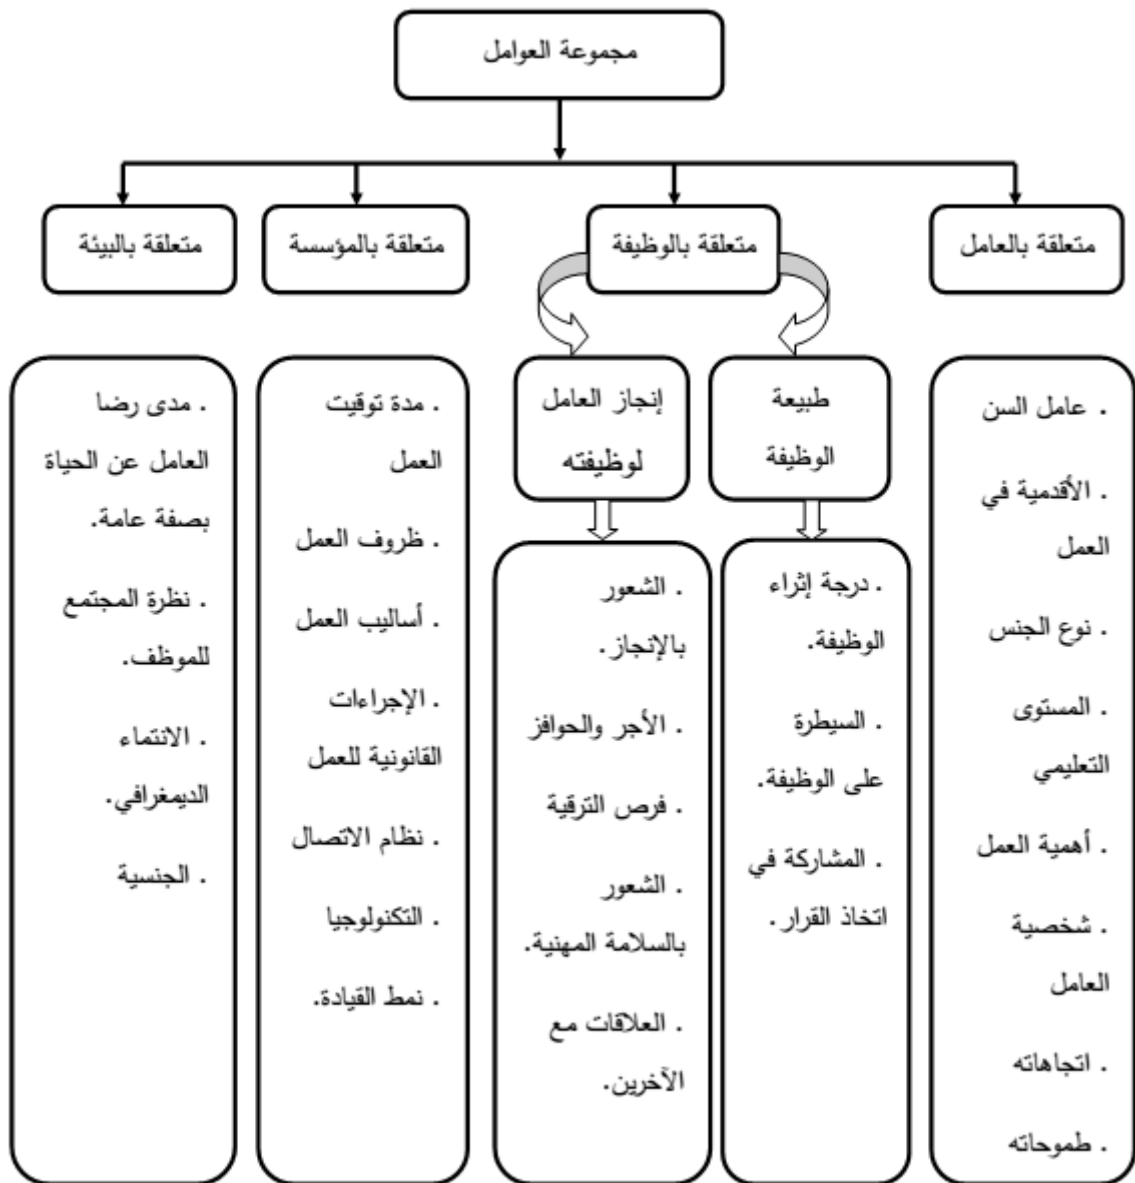 مجموعة العوامل
متعلقة بالعامل
متعلقة بالوظيفة
متعلقة بالمؤسسة
متعلقة بالبيئة
. عامل السن
. الأقدمية في
العمل
. نوع الجنس
. المستوى
التعليمي
. أهمية العمل
. شخصية
العامل
. اتجاهاته
. طموحاته
طبيعة
الوظيفة
. درجة إثراء
الوظيفة.
. السيطرة
على الوظيفة.
. المشاركة في
اتخاذ القرار.
إنجاز العامل
لوظيفته
. الشعور
بالإنجاز.
. الأجر والحوافز
. فرص الترقية
. الشعور
بالسلامة المهنية.
. العلاقات مع
الآخرين.
. مدة توقيت
العمل
. ظروف العمل
. أساليب العمل
. الإجراءات
القانونية للعمل
. نظام الاتصال
. التكنولوجيا
. نمط القيادة.
. مدى رضا
العامل عن الحياة
بصفة عامة.
. نظرة المجتمع
للموظف.
. الانتماء
الديمغرافي.
. الجنسية